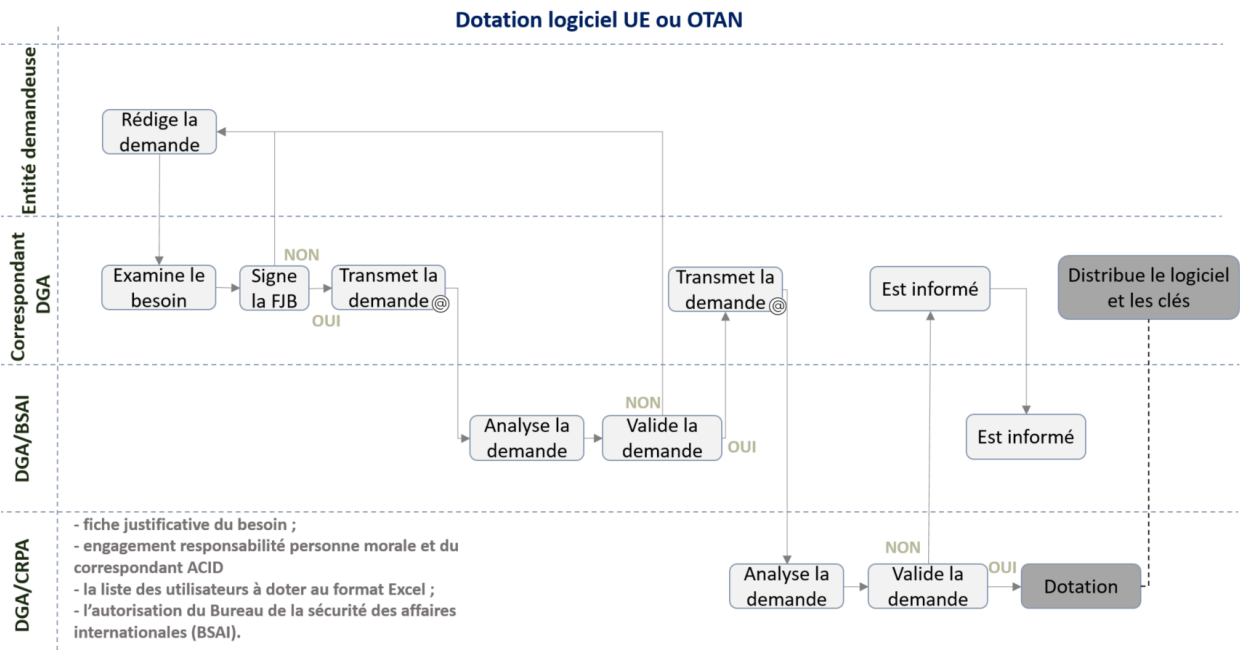 Dotation logiciel UE ou OTAN
Entité demandeuse
Rédige la
demande
Correspondant
DGA
Examine le
besoin
Signe
la FJB
NON
OUI
Transmet la
demande @
Transmet la
demande @
Est informé
Distribue le logiciel
et les clés
DGA/BSAI
Analyse la
demande
NON
Valide la
demande
OUI
Est informé
DGA/CRPA
- fiche justificative du besoin ;
- engagement responsabilité personne morale et du
correspondant ACID
- la liste des utilisateurs à doter au format Excel ;
- l'autorisation du Bureau de la sécurité des affaires
internationales (BSAI).
Analyse la
demande
NON
Valide la
demande
OUI
Dotation